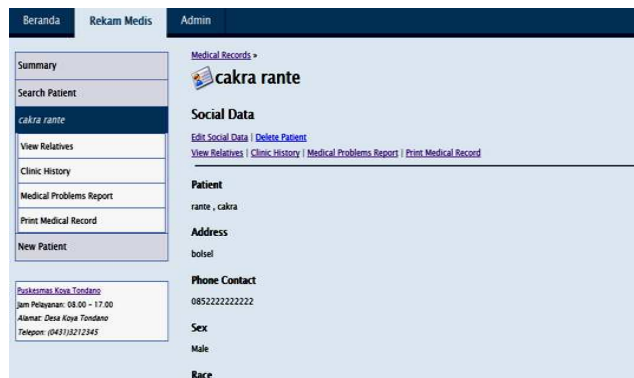 Beranda
Rekam Medis
Admin
Summary
Search Patient
cakra rante
View Relatives
Clinic History
Medical Problems Report
Print Medical Record
New Patient
Puskesmas Koya Tondano
Jam Pelayanan: 08.00 - 17.00
Alamat: Desa Koya Tondano
Telepon: (0431)3212345
Medical Records »
cakra rante
Social Data
Edit Social Data | Delete Patient
View Relatives | Clinic History | Medical Problems Report | Print Medical Record
Patient
rante , cakra
Address
bolsel
Phone Contact
0852222222222
Sex
Male
Race